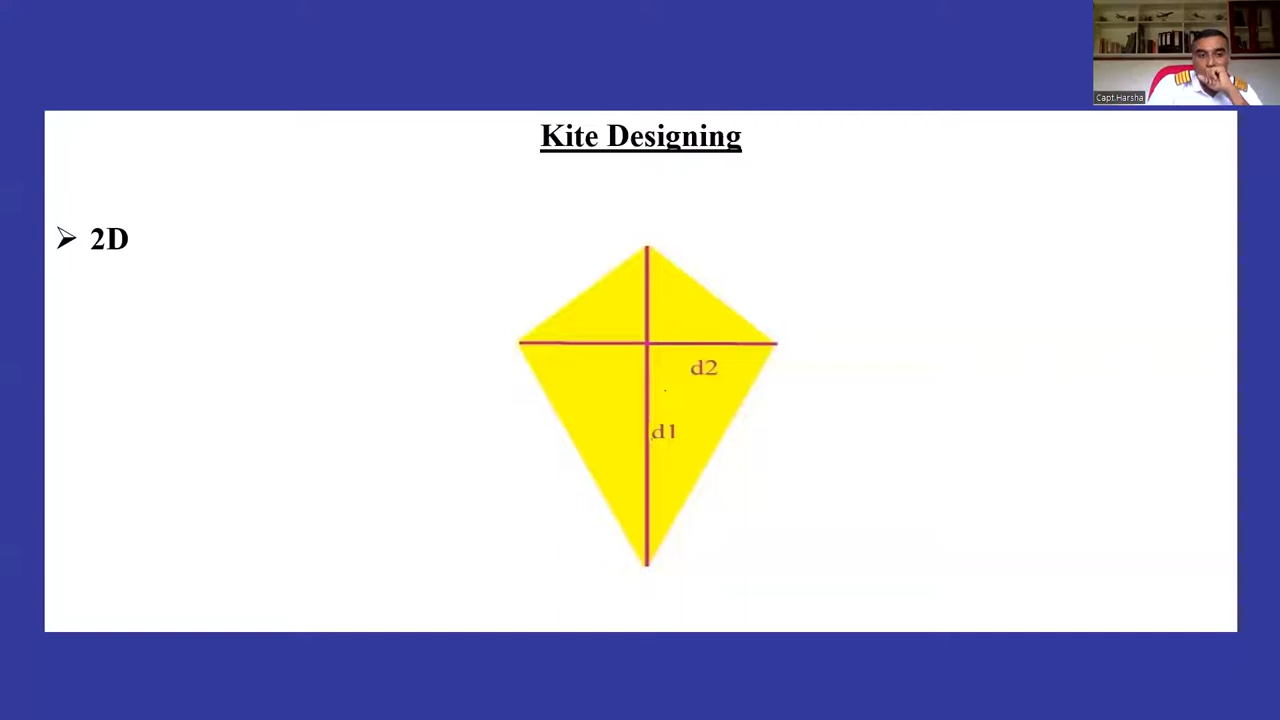 Capt.Harsha
Kite Designing
➢ 2D
d2
d1